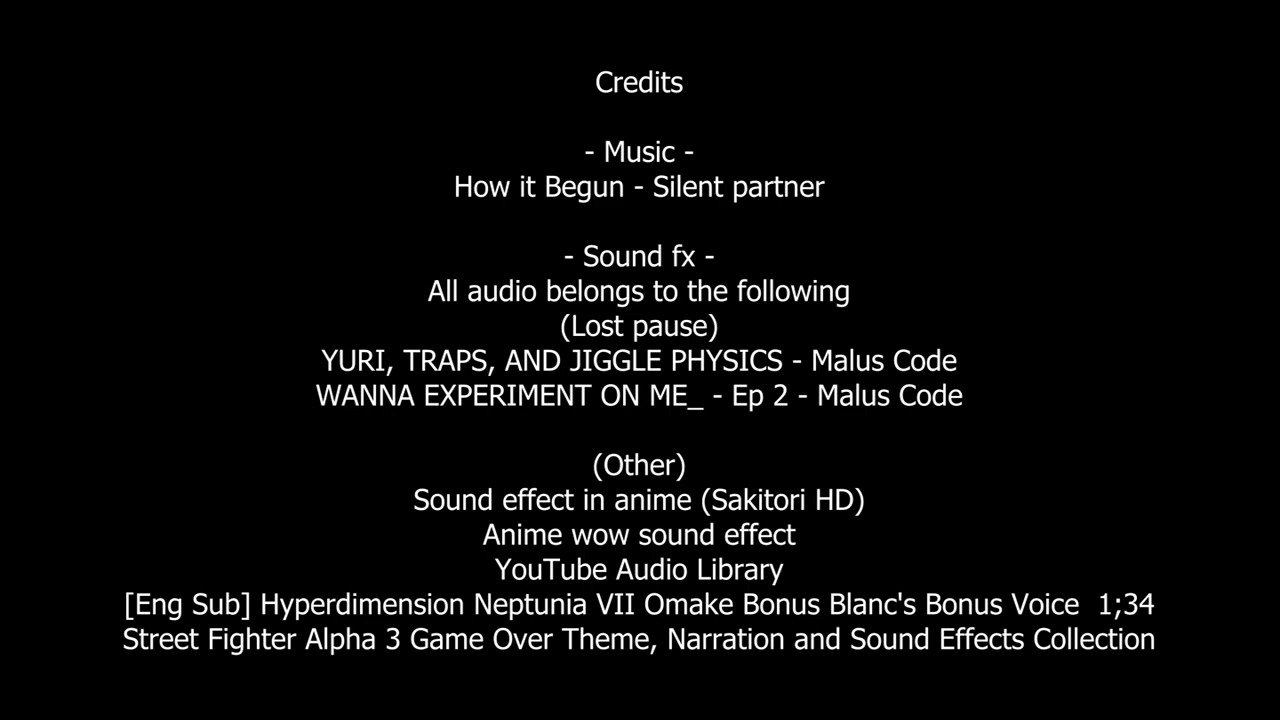 Credits
- Music -
How it Begun - Silent partner
- Sound fx -
All audio belongs to the following
(Lost pause)
YURI, TRAPS, AND JIGGLE PHYSICS - Malus Code
WANNA EXPERIMENT ON ME_ - Ep 2 - Malus Code
(Other)
Sound effect in anime (Sakitori HD)
Anime wow sound effect
YouTube Audio Library
[Eng Sub] Hyperdimension Neptunia VII Omake Bonus Blanc's Bonus Voice  1;34
Street Fighter Alpha 3 Game Over Theme, Narration and Sound Effects Collection